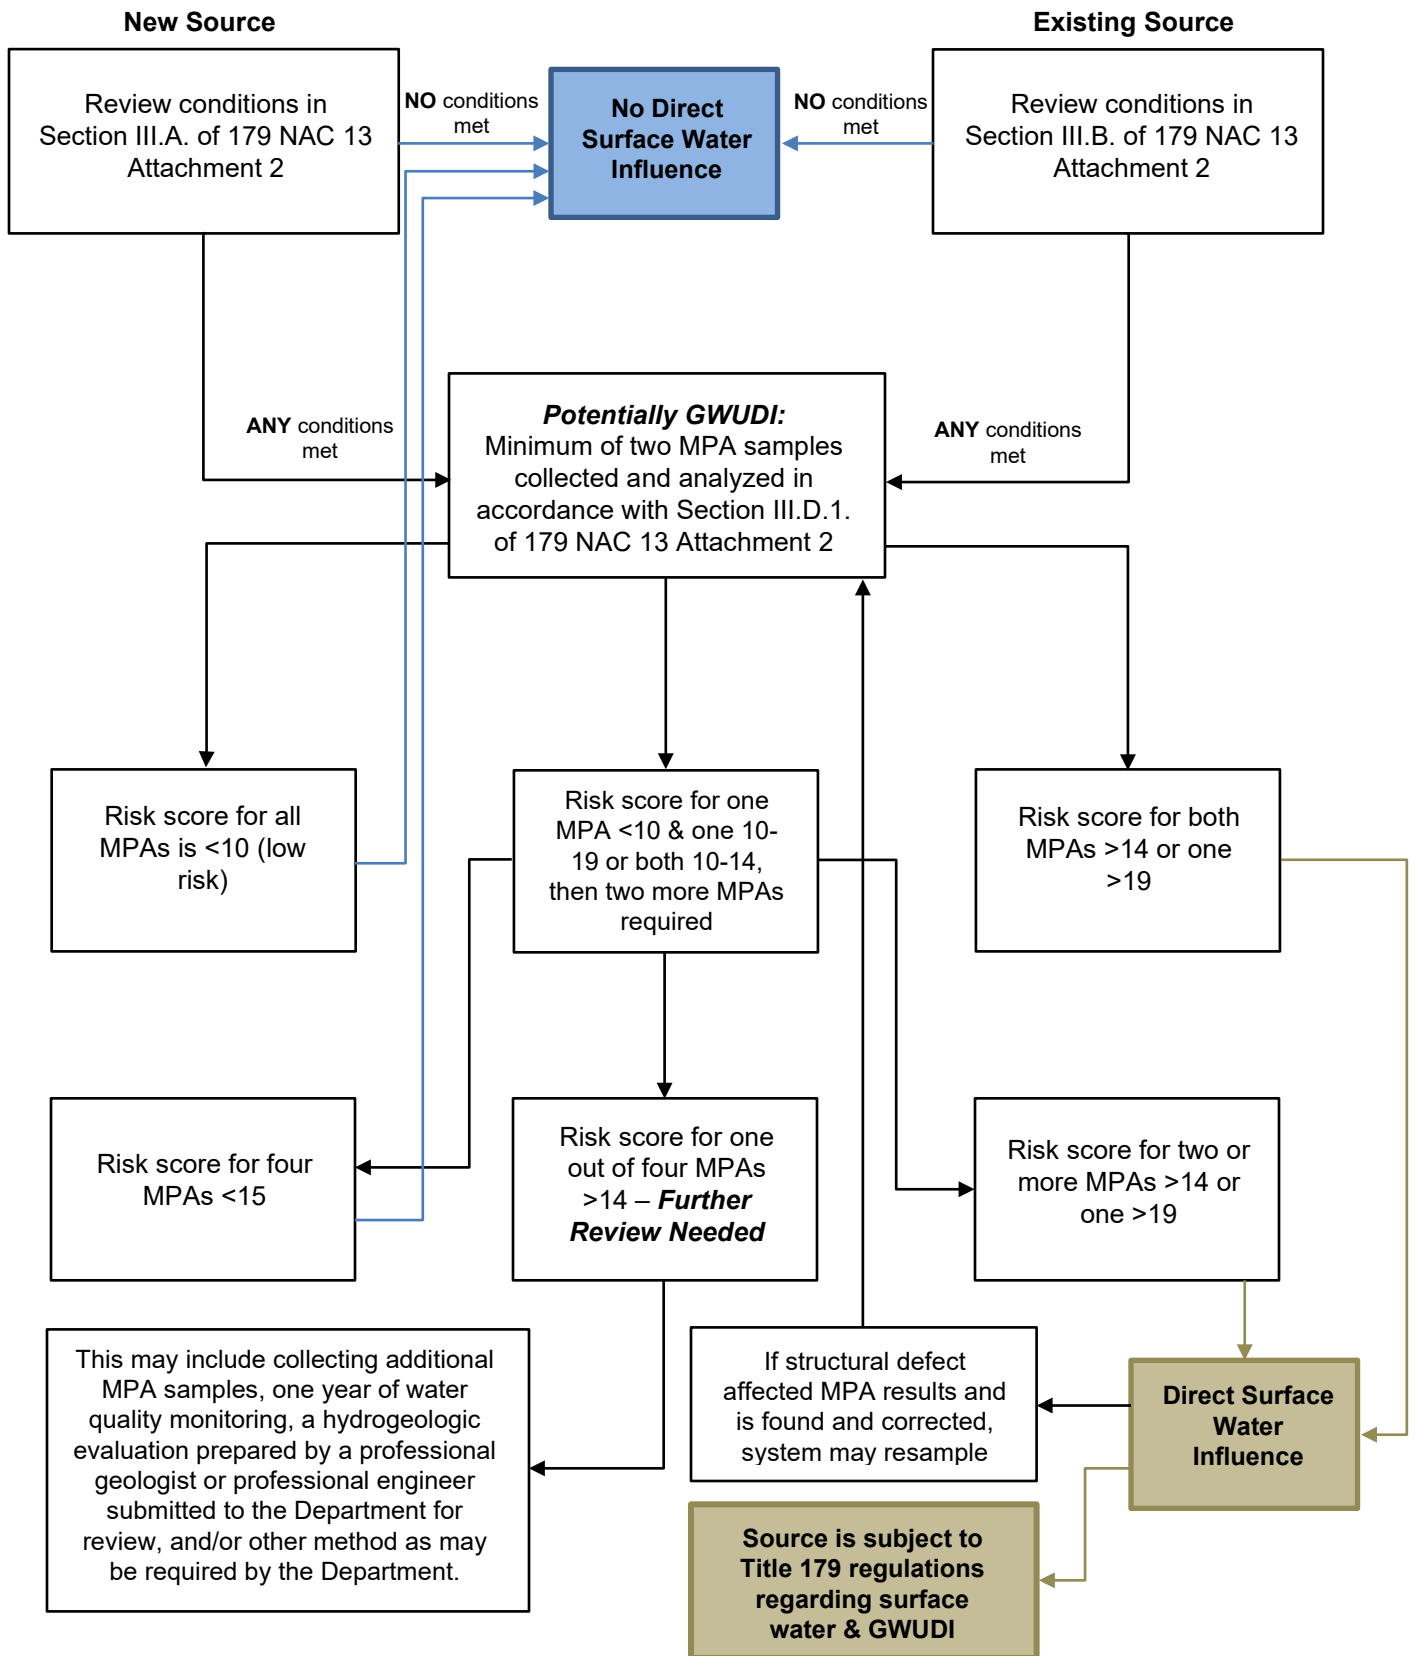 New Source
Existing Source
Review conditions in
Section III.A. of 179 NAC 13
Attachment 2
NO conditions
met
No Direct
Surface Water
Influence
NO conditions
met
Review conditions in
Section III.B. of 179 NAC 13
Attachment 2
ANY conditions
met
Potentially GWUDI:
Minimum of two MPA samples
collected and analyzed in
accordance with Section III.D.1.
of 179 NAC 13 Attachment 2
ANY conditions
met
Risk score for all
MPAs is <10 (low
risk)
Risk score for one
MPA <10 & one 10-
19 or both 10-14,
then two more MPAs
required
Risk score for both
MPAs >14 or one
>19
Risk score for four
MPAs <15
Risk score for one
out of four MPAs
>14 – Further
Review Needed
Risk score for two or
more MPAs >14 or
one >19
This may include collecting additional
MPA samples, one year of water
quality monitoring, a hydrogeologic
evaluation prepared by a professional
geologist or professional engineer
submitted to the Department for
review, and/or other method as may
be required by the Department.
If structural defect
affected MPA results and
is found and corrected,
system may resample
Direct Surface
Water
Influence
Source is subject to
Title 179 regulations
regarding surface
water & GWUDI